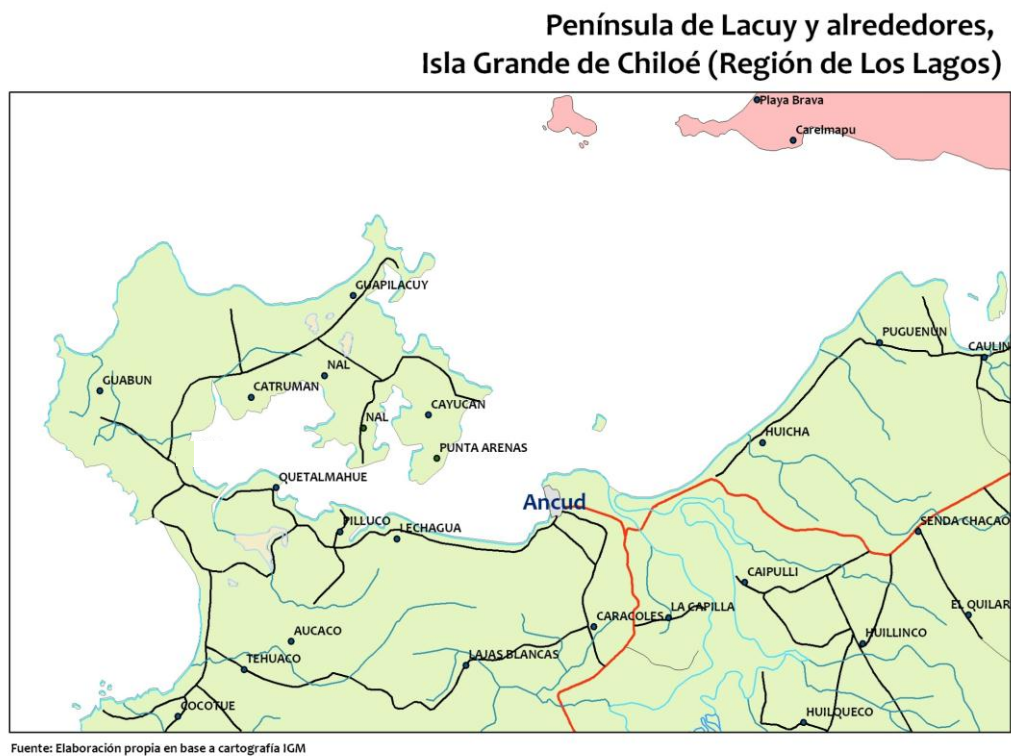 Península de Lacuy y alrededores,
Isla Grande de Chiloé (Región de Los Lagos)
Playa Brava
Carelmapu
GUAPILACUY
PUGUENUN
CAULIN
NAL
GUABUN
CATRUMAN
CAYUCAN
NAL
HUICHA
PUNTA ARENAS
QUETALMAHUE
Ancud
PILLUCO
LECHAGUA
SENDA CHACAO
CAIPULLI
LA CAPILLA
EL QUILAR
CARACOLES
AUCACO
HUILLINCO
LAJAS BLANCAS
TEHUACO
COCOTUE
HUILQUECO
Fuente: Elaboración propia en base a cartografía IGM